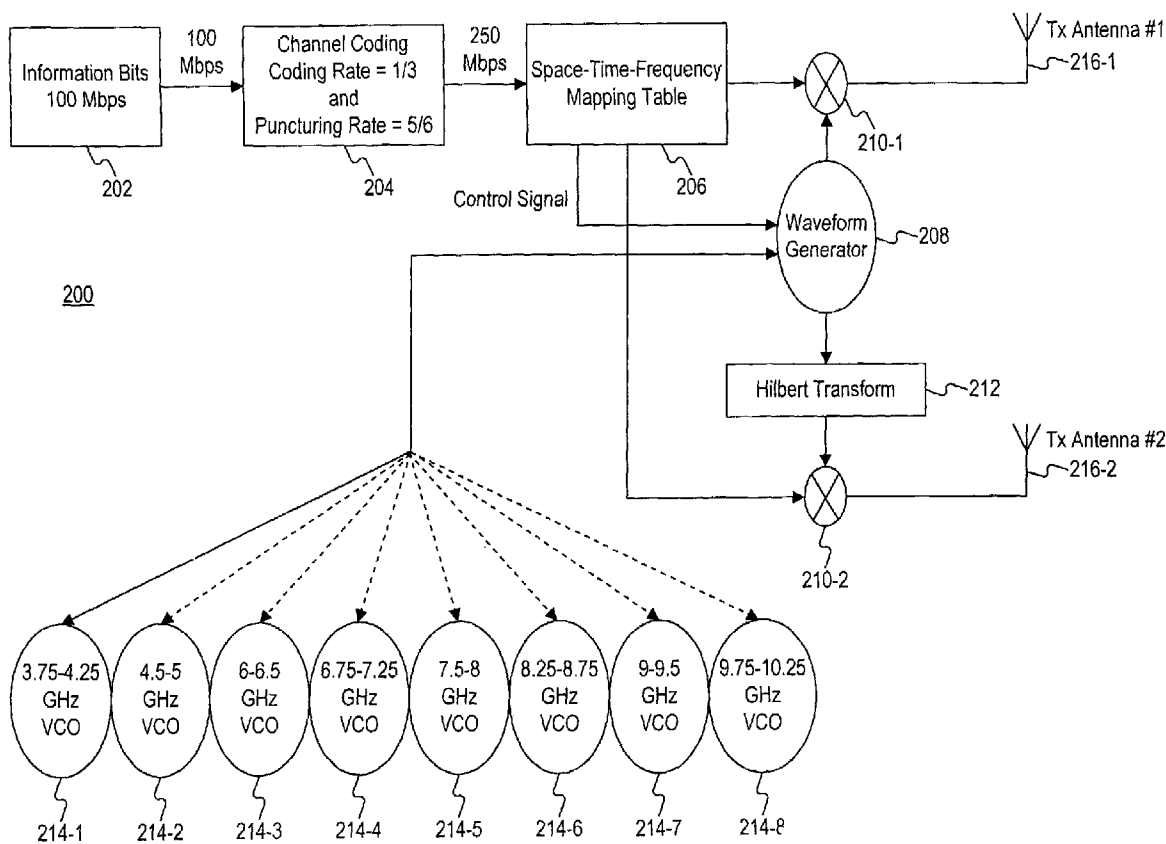 Information Bits
100 Mbps
202
100
Mbps
Channel Coding
Coding Rate = 1/3
and
Puncturing Rate = 5/6
204
250
Mbps
Space-Time-Frequency
Mapping Table
206
210-1
Tx Antenna #1
216-1
Control Signal
Waveform
Generator
208
200
Hilbert Transform
212
Tx Antenna #2
216-2
210-2
3.75-4.25
GHz
VCO
214-1
4.5-5
GHz
VCO
214-2
6-6.5
GHz
VCO
214-3
6.75-7.25
GHz
VCO
214-4
7.5-8
GHz
VCO
214-5
8.25-8.75
GHz
VCO
214-6
9-9.5
GHz
VCO
214-7
9.75-10.25
GHz
VCO
214-8